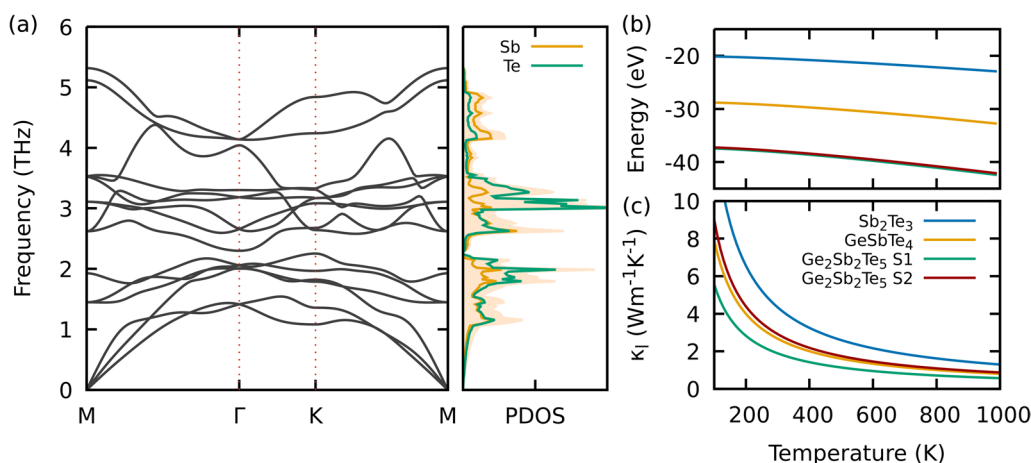 (a)
Frequency (THz)
6
5
4
3
2
1
0
M
Γ
K
M
Sb
Te
PDOS
(b)
Energy (eV)
-20
-30
-40
(c)
κl (Wm-1K-1)
10
8
6
4
2
0
Sb2Te3
GeSbTe4
Ge2Sb2Te5 S1
Ge2Sb2Te5 S2
200
400
600
800
1000
Temperature (K)